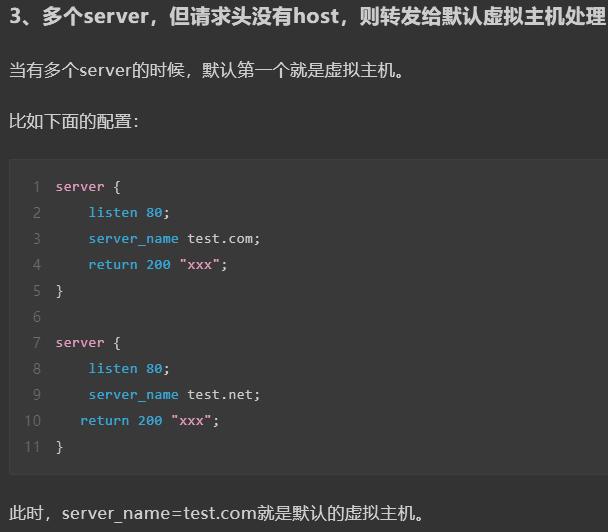 3、多个server，但请求头没有host，则转发给默认虚拟主机处理
当有多个server的时候，默认第一个就是虚拟主机。
比如下面的配置：
1 server {
2     listen 80;
3     server_name test.com;
4     return 200 "xxx";
5 }
6
7 server {
8     listen 80;
9     server_name test.net;
10    return 200 "xxx";
11 }
此时，server_name=test.com就是默认的虚拟主机。